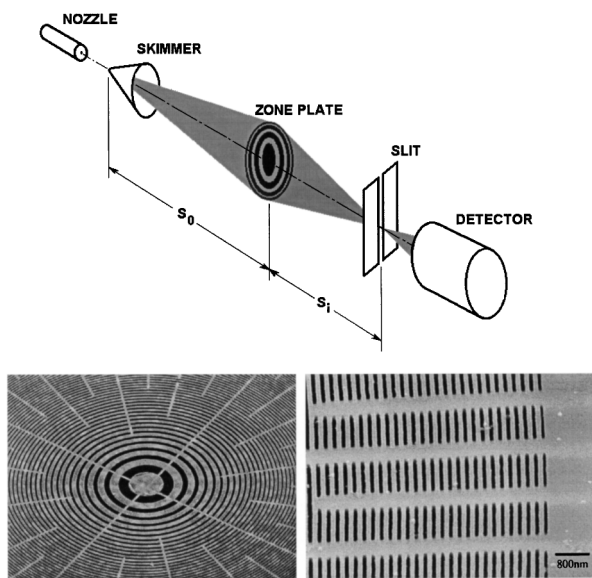 NOZZLE
SKIMMER
ZONE PLATE
SLIT
DETECTOR
S0
Si
800nm